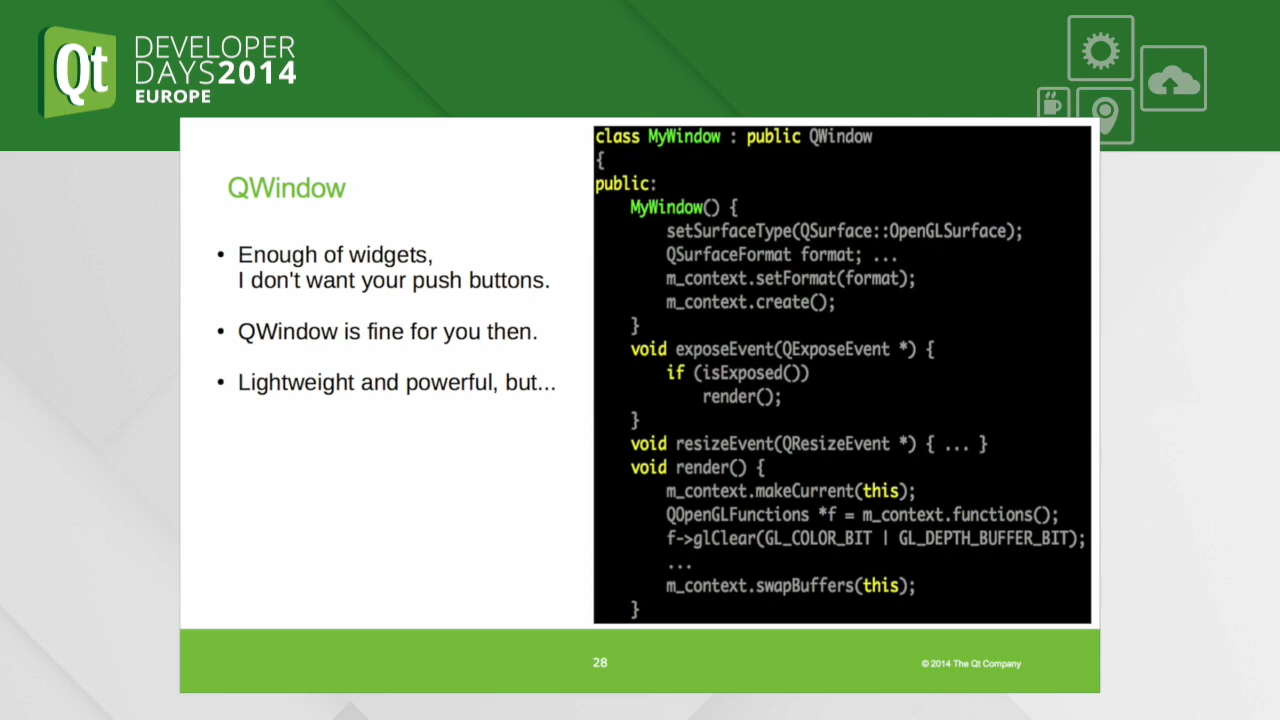 Qt
DEVELOPER
DAYS2014
EUROPE
QWindow
• Enough of widgets,
I don't want your push buttons.
• QWindow is fine for you then.
• Lightweight and powerful, but...
class MyWindow : public QWindow
{
public:
    MyWindow() {
        setSurfaceType(QSurface::OpenGLSurface);
        QSurfaceFormat format; ...
        m_context.setFormat(format);
        m_context.create();
    }
    void exposeEvent(QExposeEvent *) {
        if (isExposed())
            render();
    }
    void resizeEvent(QResizeEvent *) { ... }
    void render() {
        m_context.makeCurrent(this);
        QOpenGLFunctions *f = m_context.functions();
        f->glClear(GL_COLOR_BIT | GL_DEPTH_BUFFER_BIT);
        ...
        m_context.swapBuffers(this);
    }
28
© 2014 The Qt Company